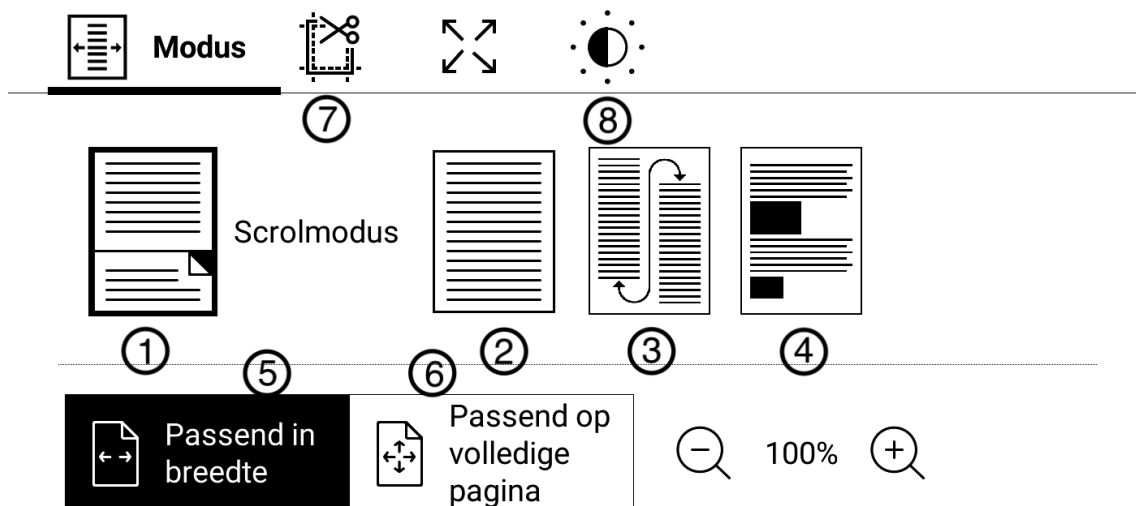 Modus
7
8
Scrolmodus
1
2
3
4
5
6
Passend in
breedte
Passend op
volledige
pagina
100%